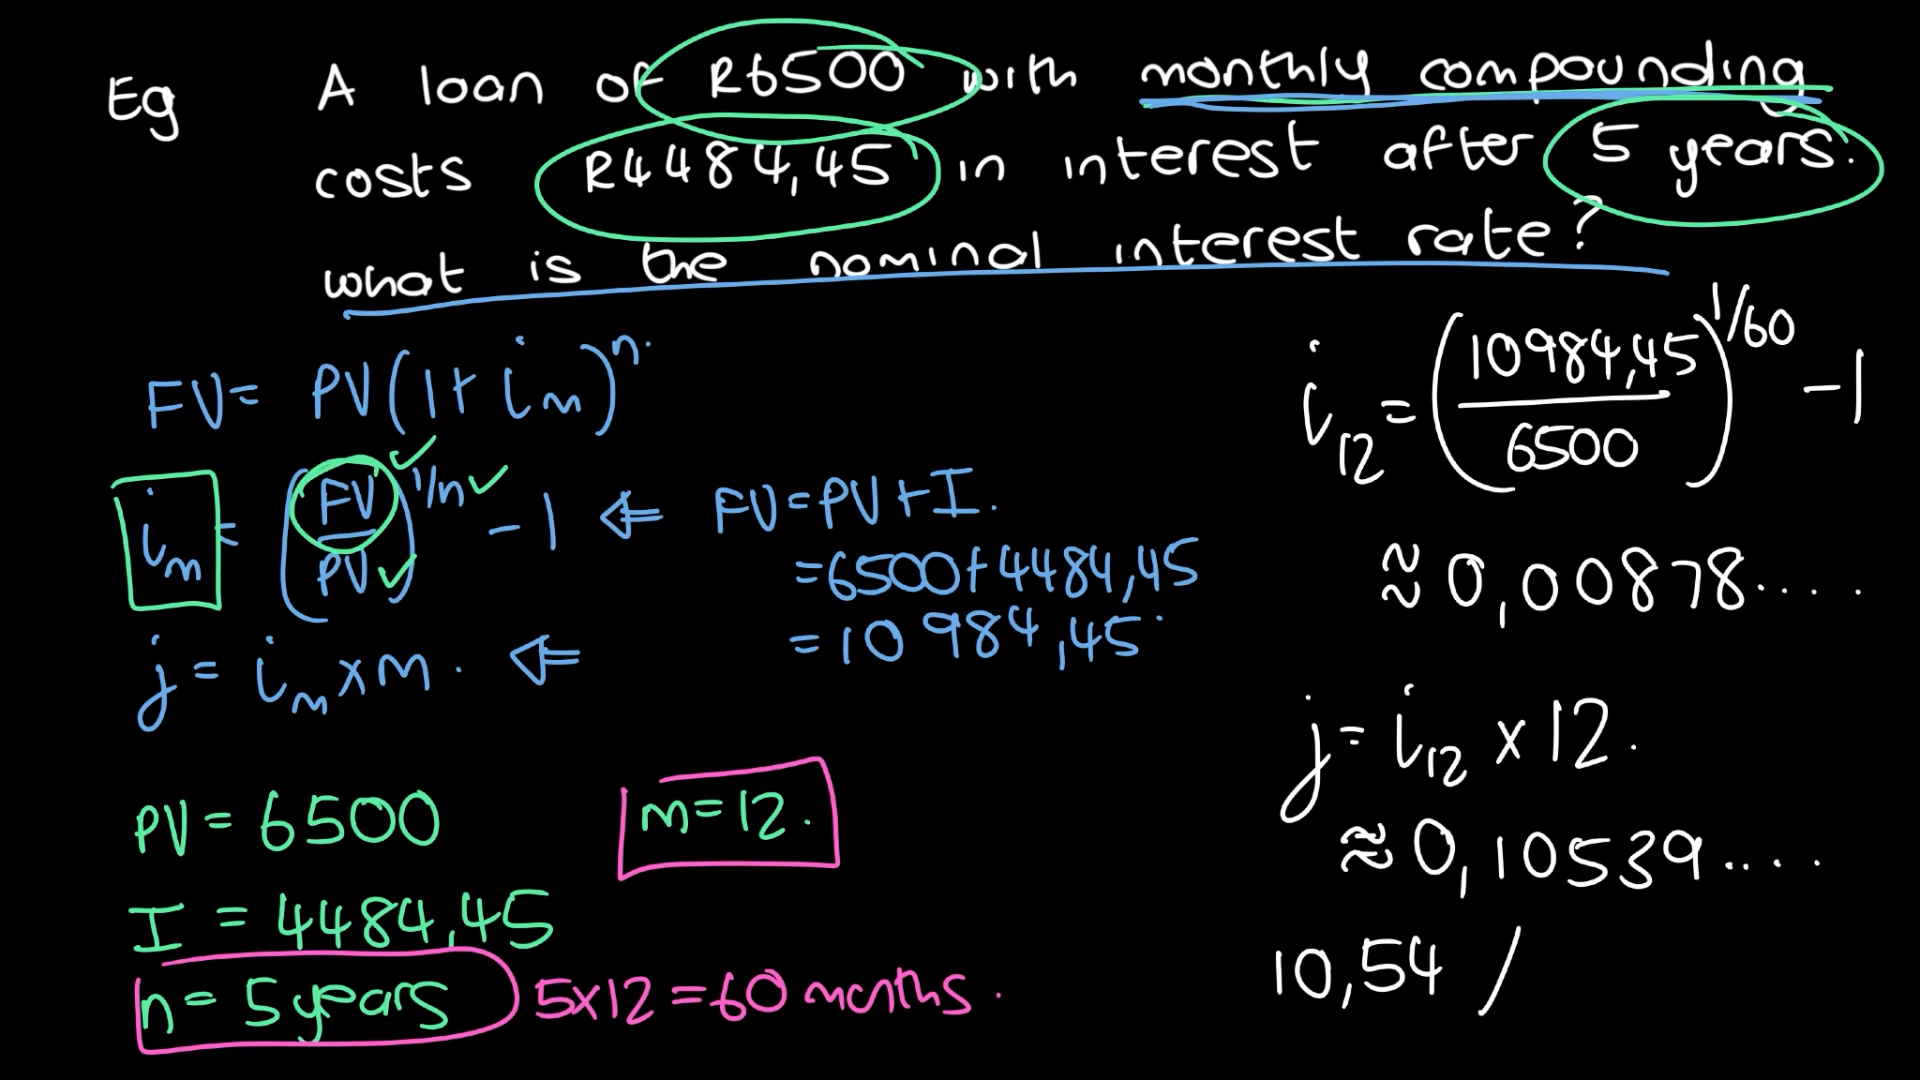 Eg A loan of R6500 with monthly compounding
costs R4484,45 in interest after 5 years.
what is the nominal interest rate?
FV = PV(1+i_m)^n.
i_m = (FV/PV)^1/n - 1 ⇐ FV = PV + I.
=6500+4484,45
=10984,45
j = i_m × m. ⇐
PV = 6500
m=12.
I = 4484,45
n = 5 years 5×12 = 60 months.
i_12 = (10984,45/6500)^1/60 - 1
≈ 0,00878....
j = i_12 × 12.
≈ 0,10539....
10,54 /